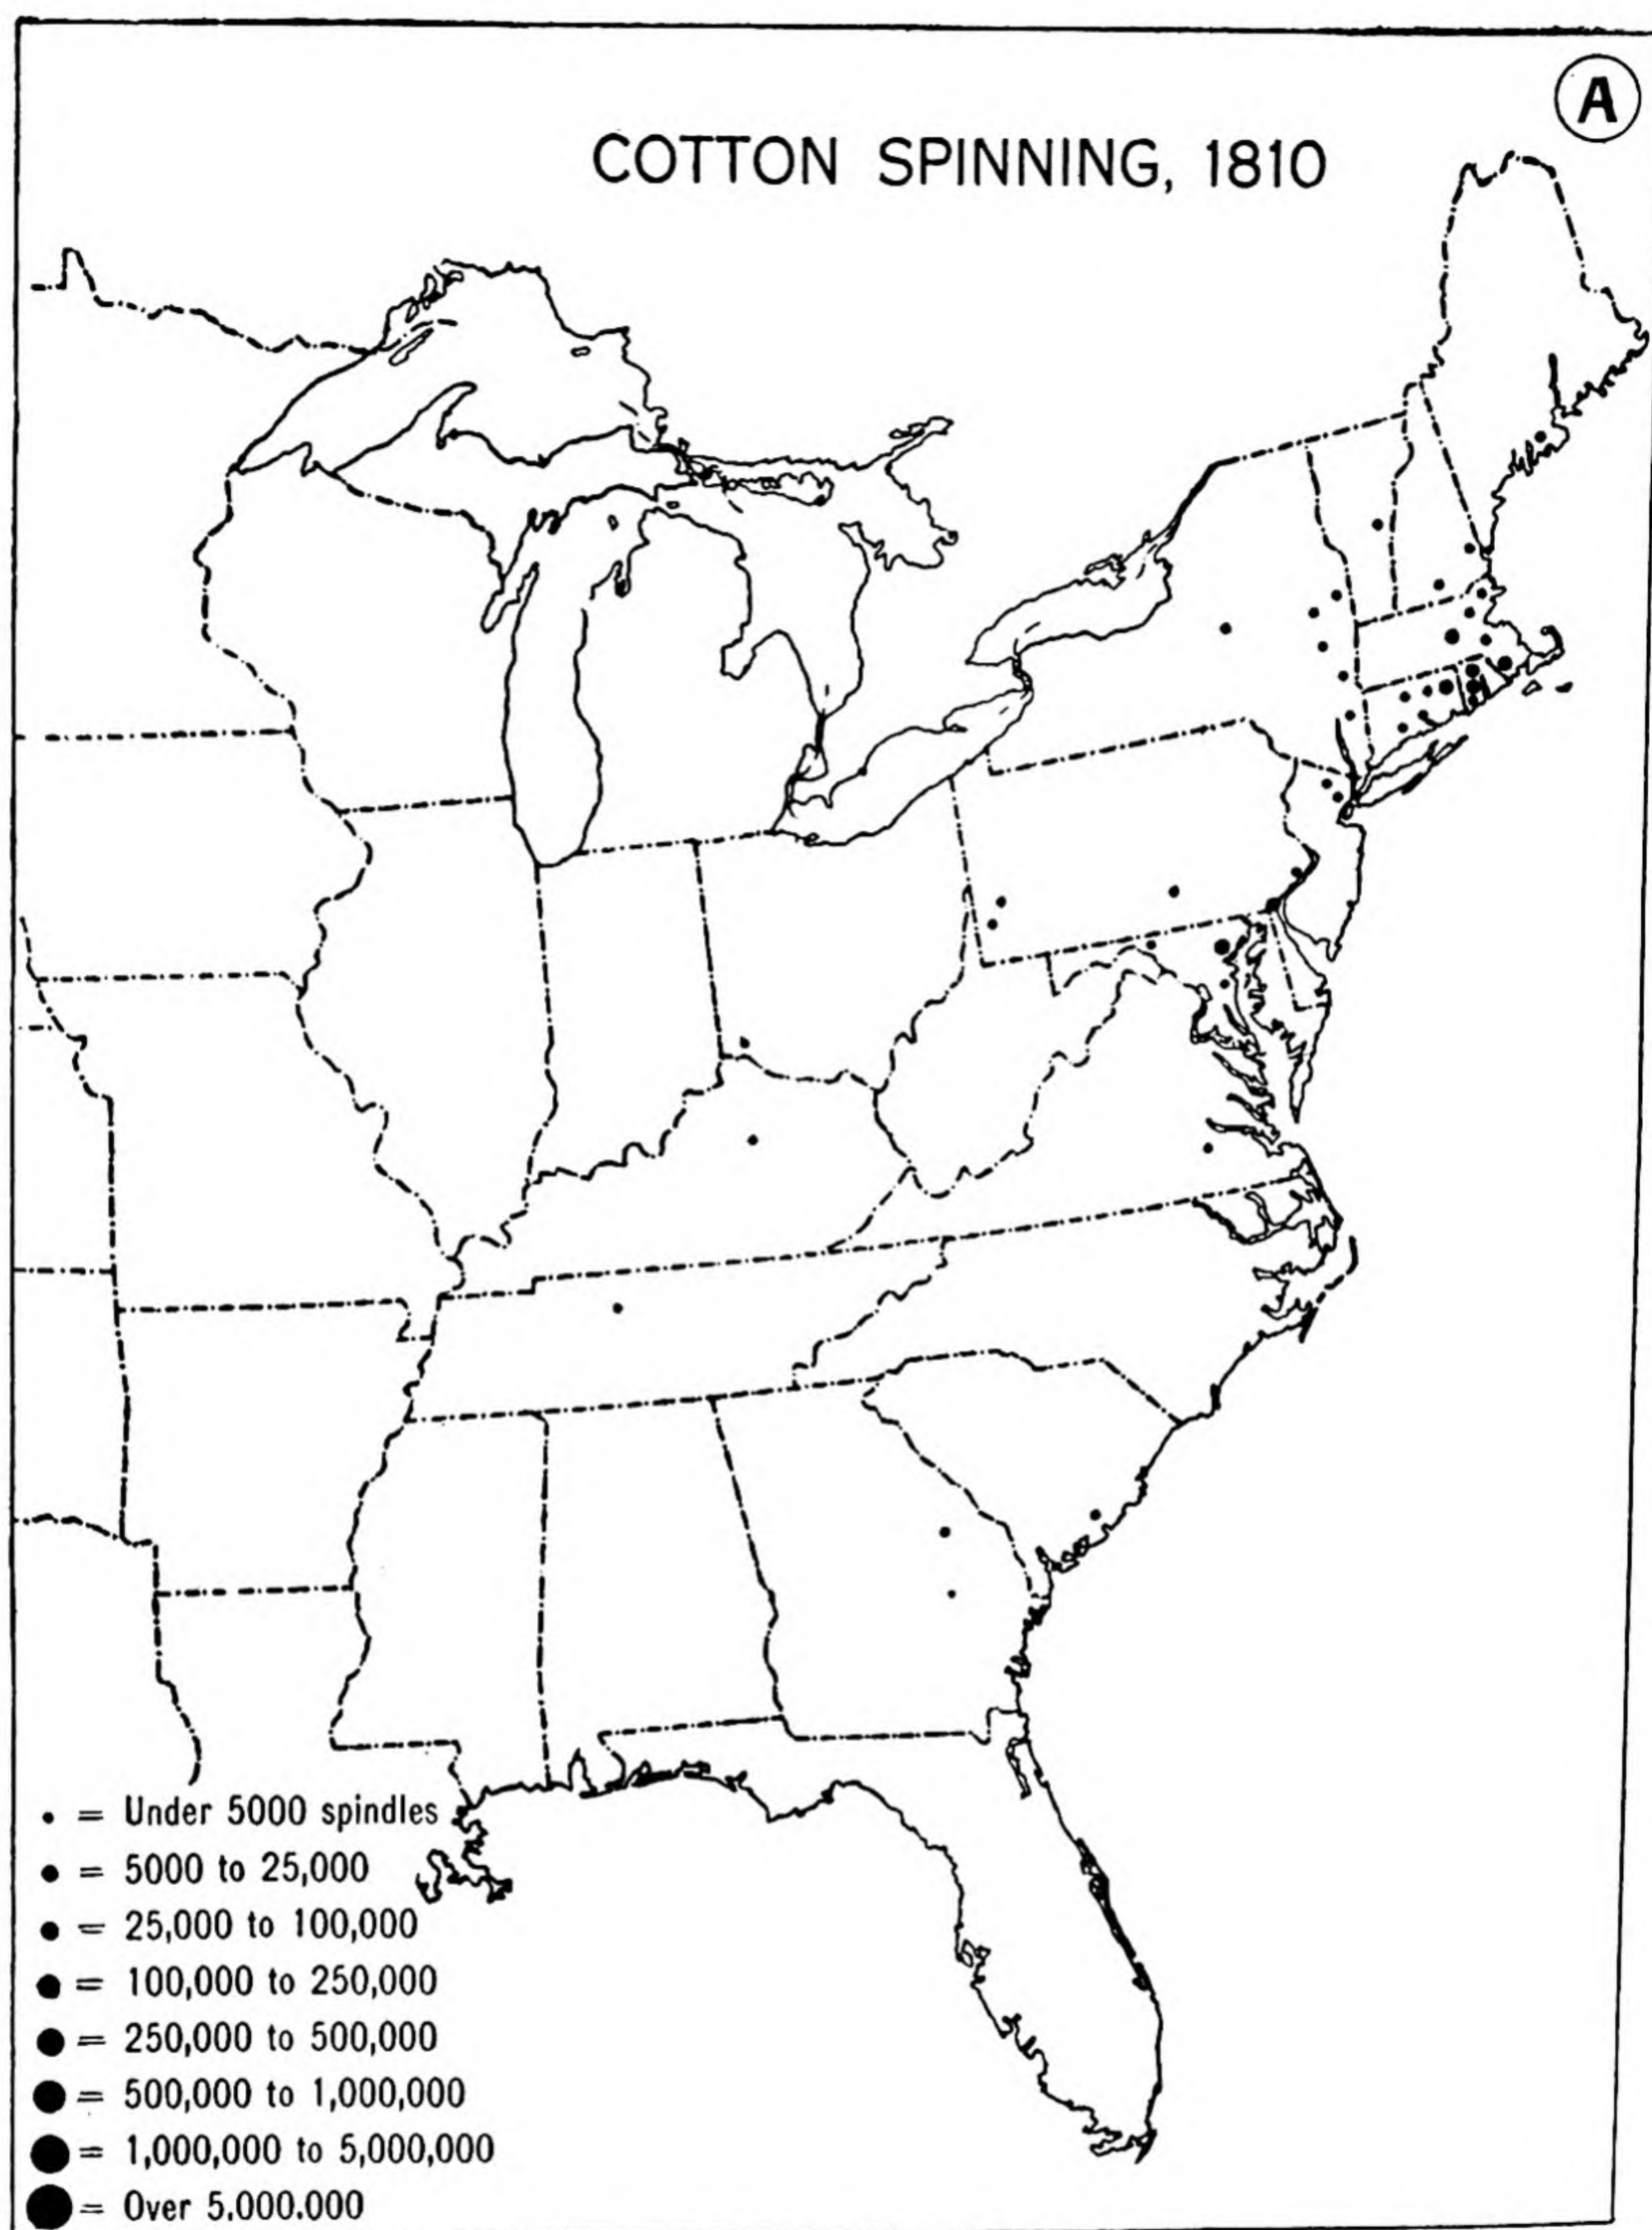 A
COTTON SPINNING, 1810
• = Under 5000 spindles
• = 5000 to 25,000
• = 25,000 to 100,000
• = 100,000 to 250,000
• = 250,000 to 500,000
• = 500,000 to 1,000,000
• = 1,000,000 to 5,000,000
• = Over 5.000.000